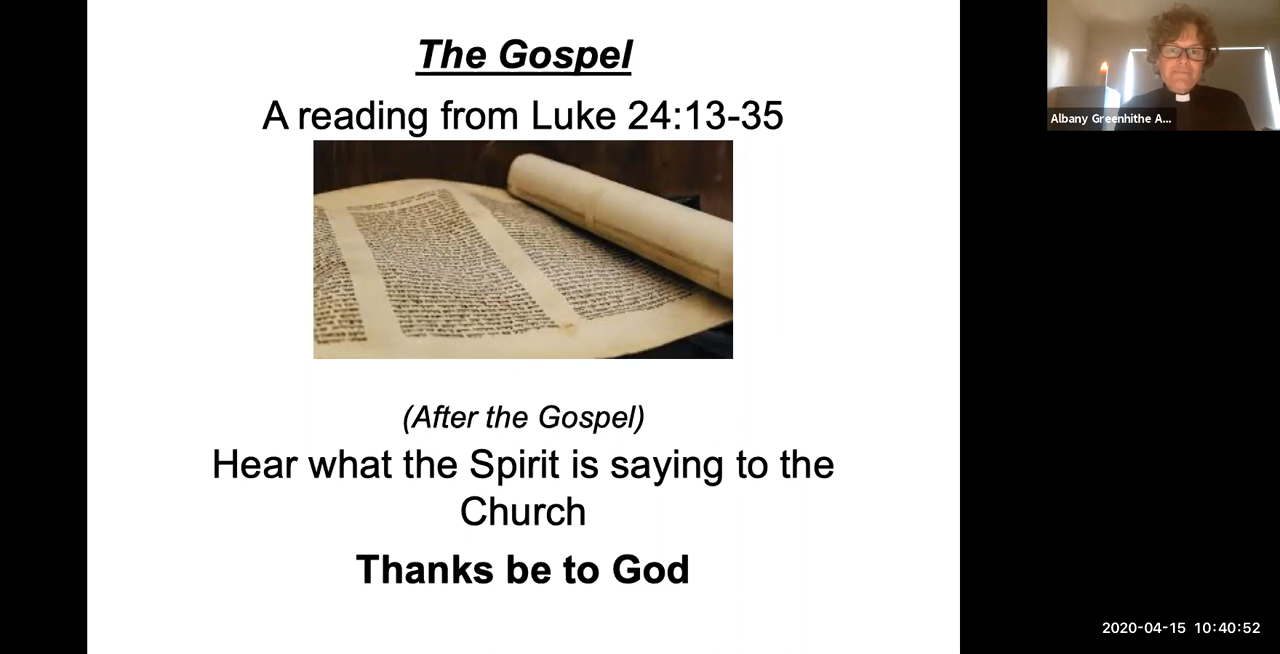 The Gospel
A reading from Luke 24:13-35
(After the Gospel)
Hear what the Spirit is saying to the
Church
Thanks be to God
Albany Greenhithe A...
2020-04-15 10:40:52